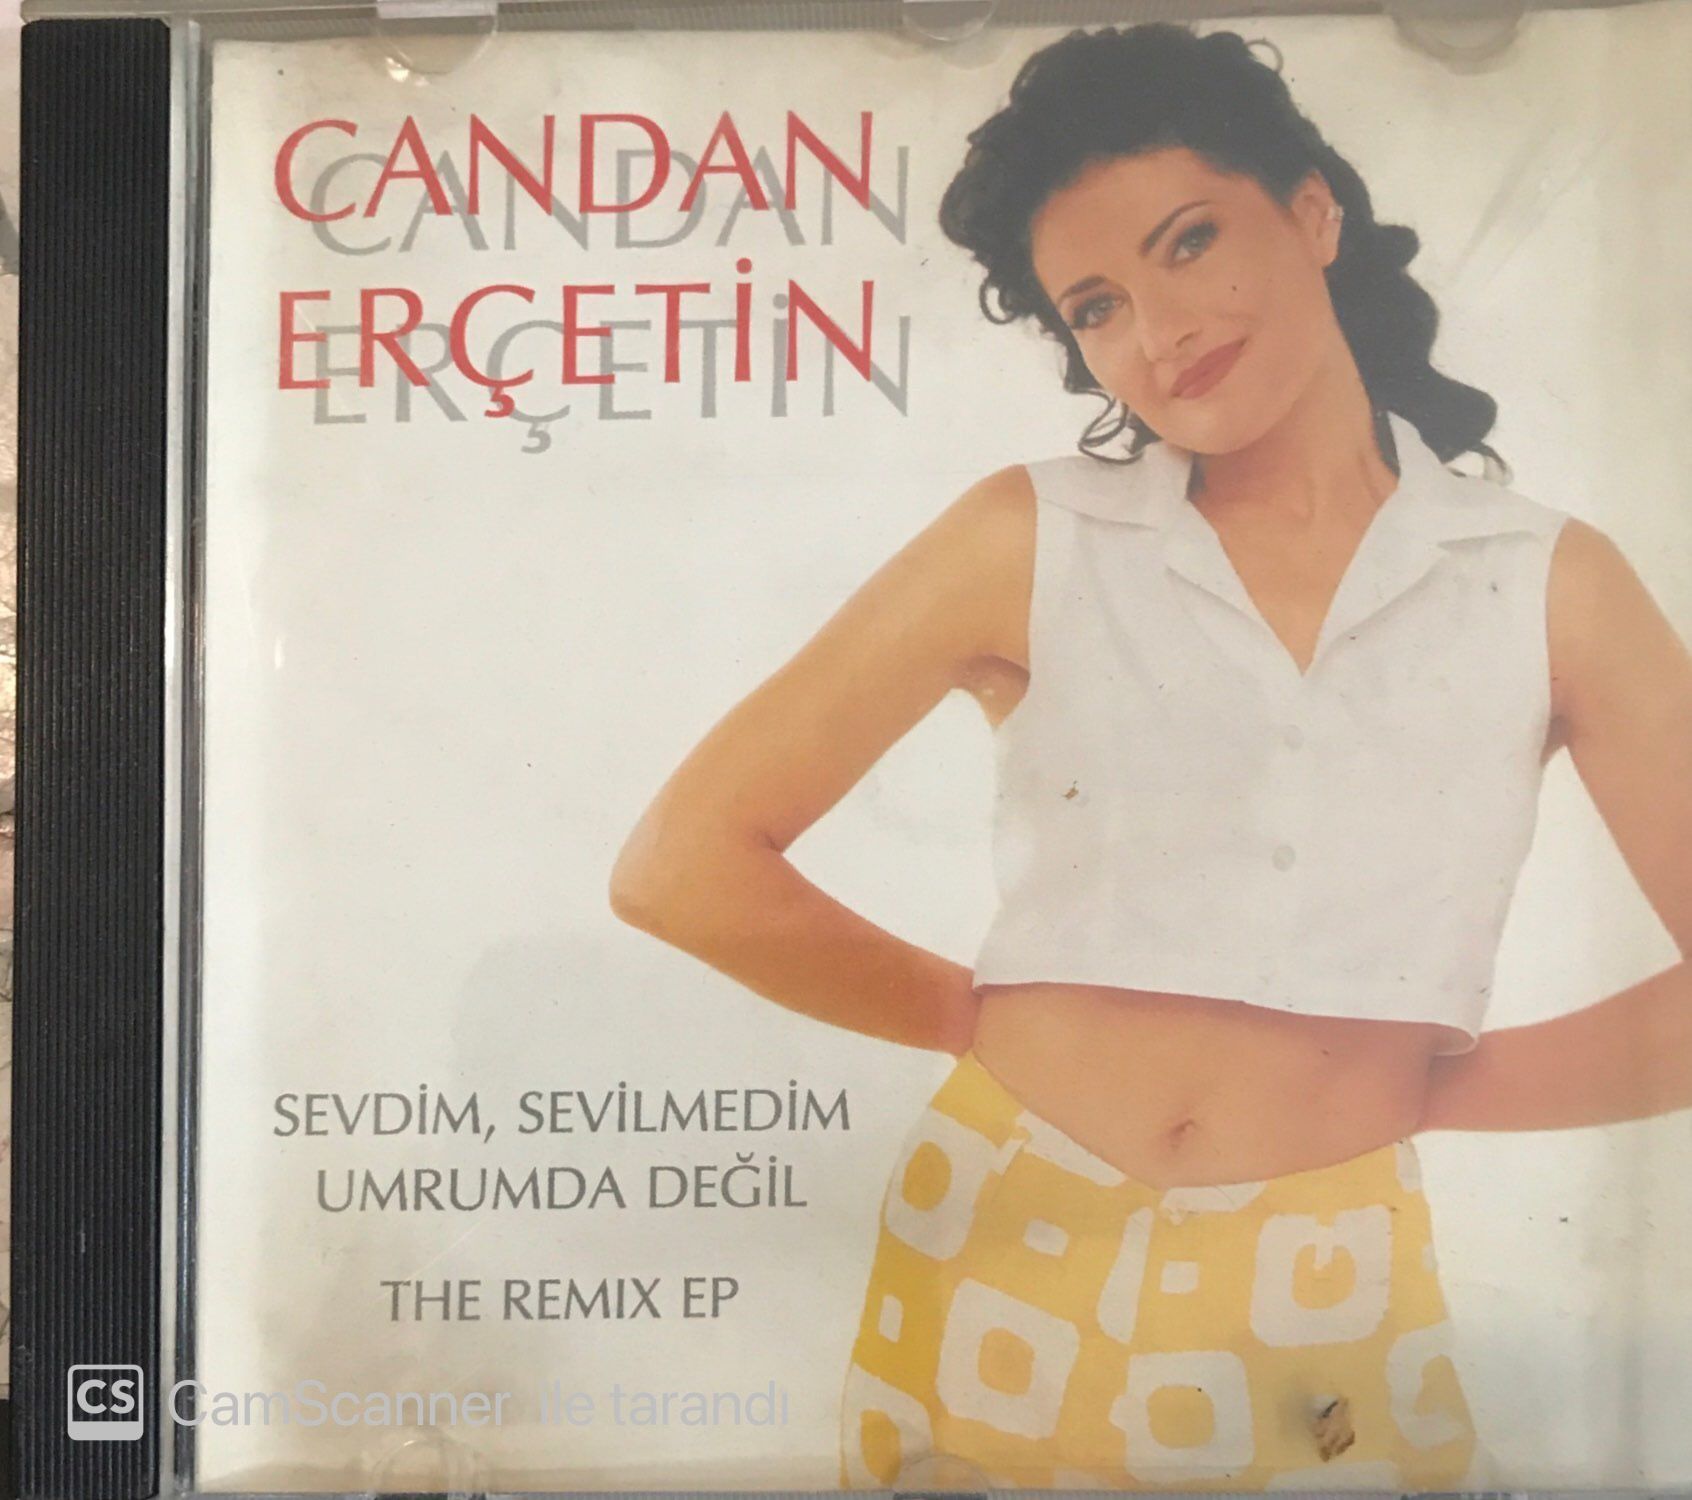 CANDAN
ERÇETİN
SEVDİM, SEVİLMEDİM
UMRUMDA DEĞİL
THE REMIX EP
CS CamScanner Ile tarandı